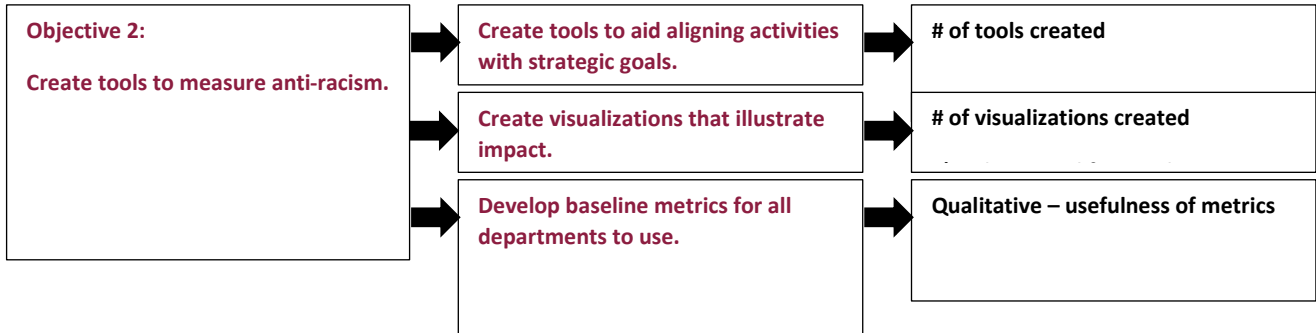 Objective 2:
Create tools to measure anti-racism.
Create tools to aid aligning activities
with strategic goals.
# of tools created
Create visualizations that illustrate
impact.
# of visualizations created
Develop baseline metrics for all
departments to use.
Qualitative – usefulness of metrics